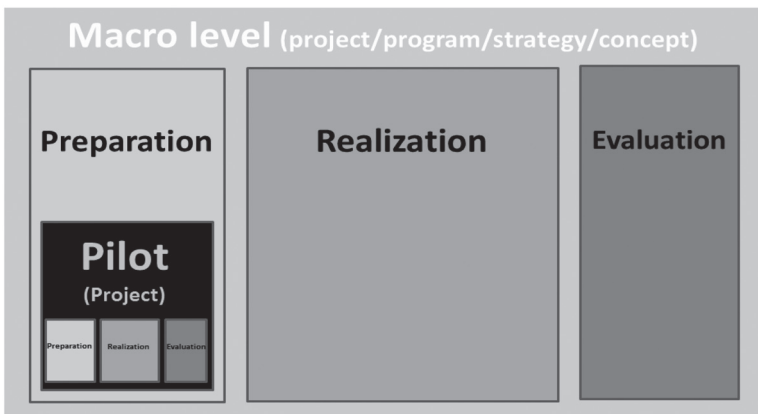 Macro level (project/program/strategy/concept)
Preparation
Realization
Evaluation
Pilot
(Project)
Preparation
Realization
Evaluation